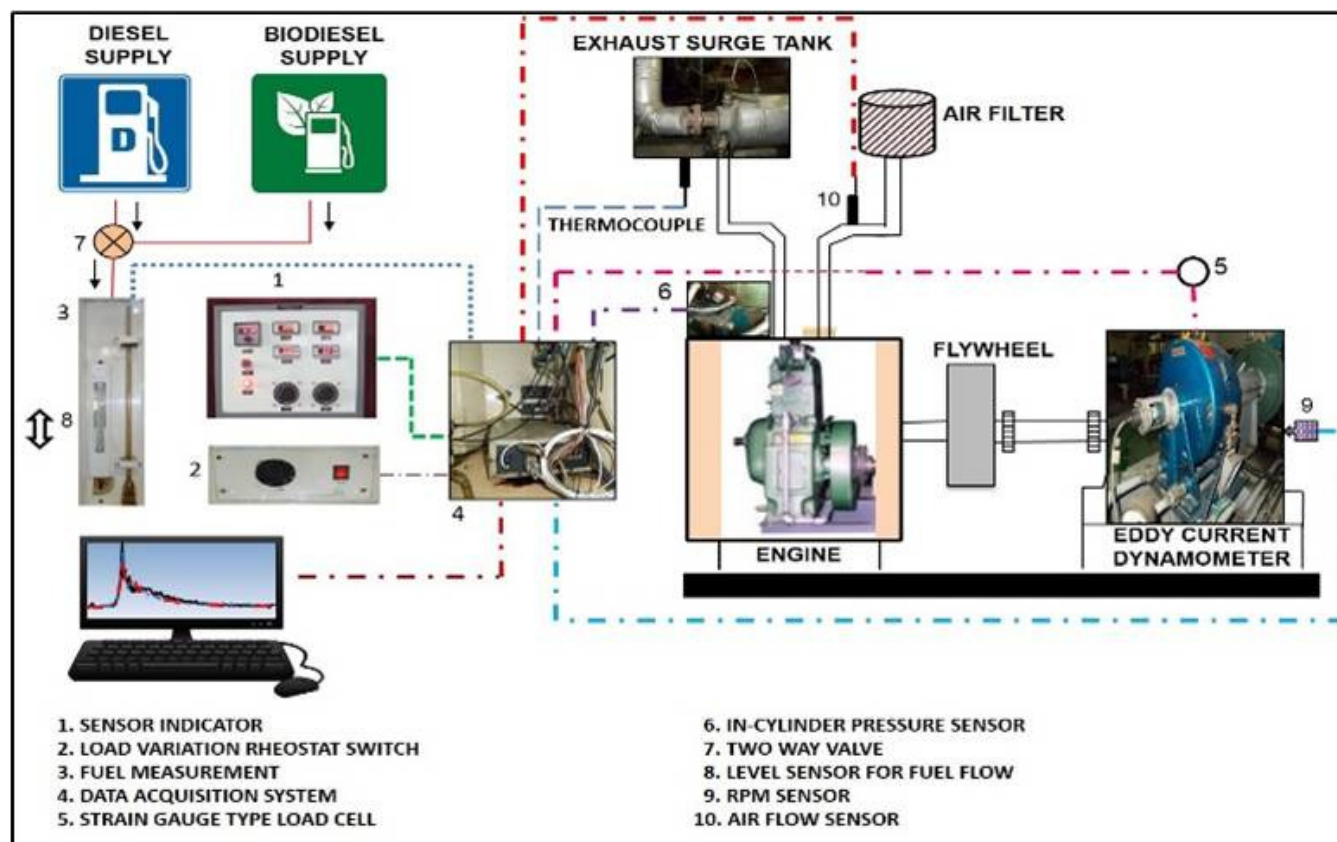 DIESEL
SUPPLY
BIODIESEL
SUPPLY
EXHAUST SURGE TANK
AIR FILTER
D
10
THERMOCOUPLE
7
1
5
3
6
FLYWHEEL
8
9
2
4
ENGINE
EDDY CURRENT
DYNAMOMETER
1. SENSOR INDICATOR
2. LOAD VARIATION RHEOSTAT SWITCH
3. FUEL MEASUREMENT
4. DATA ACQUISITION SYSTEM
5. STRAIN GAUGE TYPE LOAD CELL
6. IN-CYLINDER PRESSURE SENSOR
7. TWO WAY VALVE
8. LEVEL SENSOR FOR FUEL FLOW
9. RPM SENSOR
10. AIR FLOW SENSOR